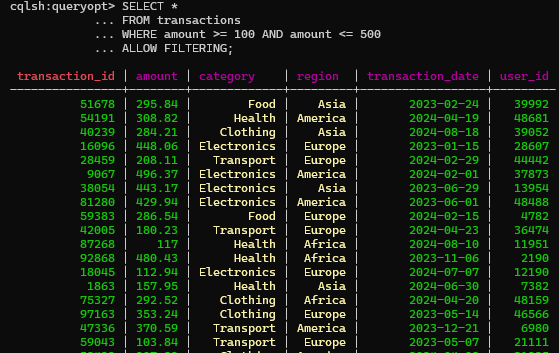 cqlsh:queryopt> SELECT *
... FROM transactions
... WHERE amount >= 100 AND amount <= 500
... ALLOW FILTERING;
transaction_id | amount | category | region | transaction_date | user_id
51678 | 295.84 | Food | Asia | 2023-02-24 | 39992
54191 | 308.82 | Health | America | 2024-04-19 | 48681
40239 | 284.21 | Clothing | Asia | 2024-08-18 | 39052
16096 | 448.06 | Electronics | Europe | 2023-01-15 | 28607
28459 | 208.11 | Transport | Europe | 2024-02-29 | 44442
9067 | 496.37 | Electronics | America | 2024-02-01 | 37873
38054 | 443.17 | Electronics | Asia | 2023-06-29 | 13954
81280 | 429.94 | Electronics | America | 2023-06-01 | 48488
59383 | 286.54 | Food | Europe | 2024-02-15 | 4782
42005 | 180.23 | Transport | Europe | 2024-04-23 | 36474
87268 | 117 | Health | Africa | 2024-08-10 | 11951
92868 | 480.43 | Health | Africa | 2023-11-06 | 2190
18045 | 112.94 | Electronics | Europe | 2024-07-07 | 12190
1863 | 157.95 | Health | Asia | 2024-06-30 | 7382
75327 | 292.52 | Clothing | Africa | 2024-04-20 | 48159
97163 | 353.24 | Clothing | Europe | 2023-05-14 | 46566
47336 | 370.59 | Transport | America | 2023-12-21 | 6980
59043 | 103.84 | Transport | Europe | 2023-05-07 | 21111